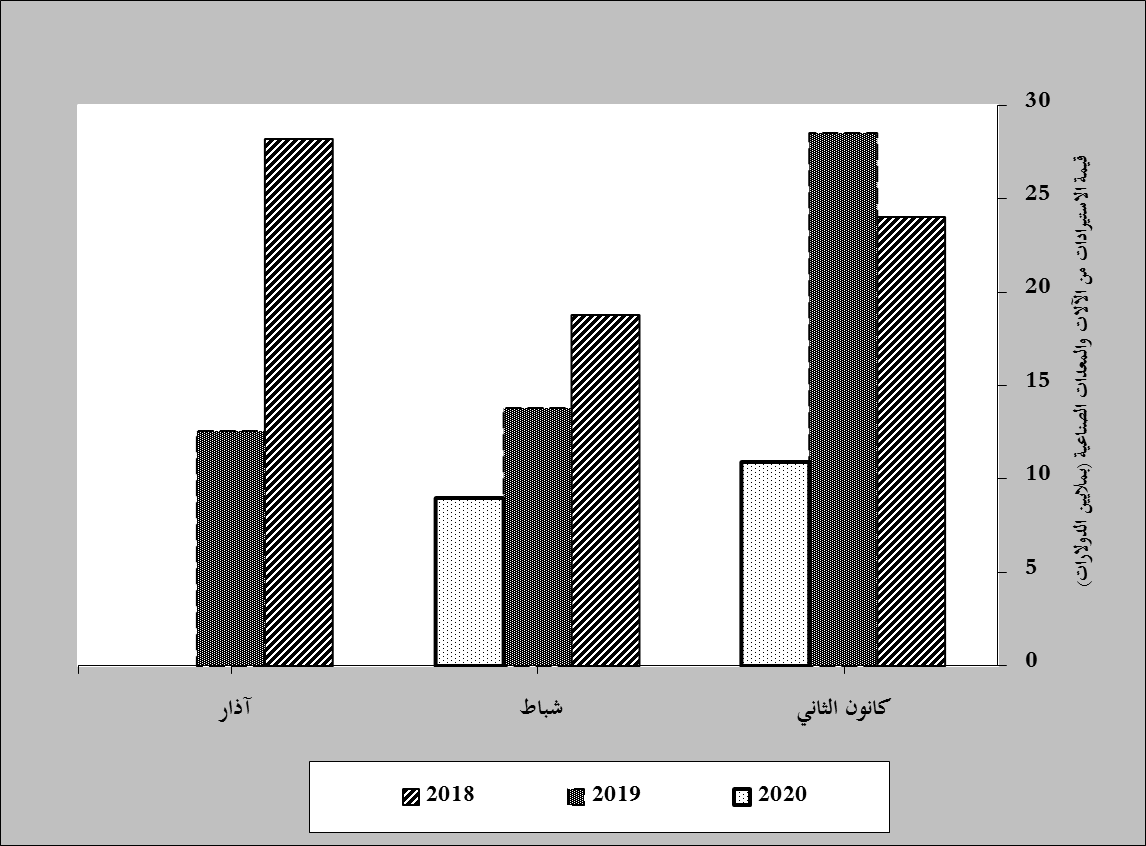 30
25
20
15
10
5
0
قيمة الاستيرادات من الآلات والمعدات الصناعية (بملايين الدولارات)
كانون الثاني
شباط
آذار
2018
2019
2020